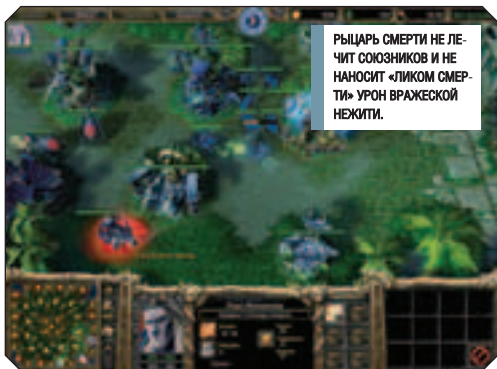 РЫЦАРЬ СМЕРТИ НЕ ЛЕ-
ЧИТ СОЮЗНИКОВ И НЕ
НАНОСИТ «ЛИКОМ СМЕР-
ТИ» УРОН ВРАЖЕСКОЙ
НЕЖИТИ.